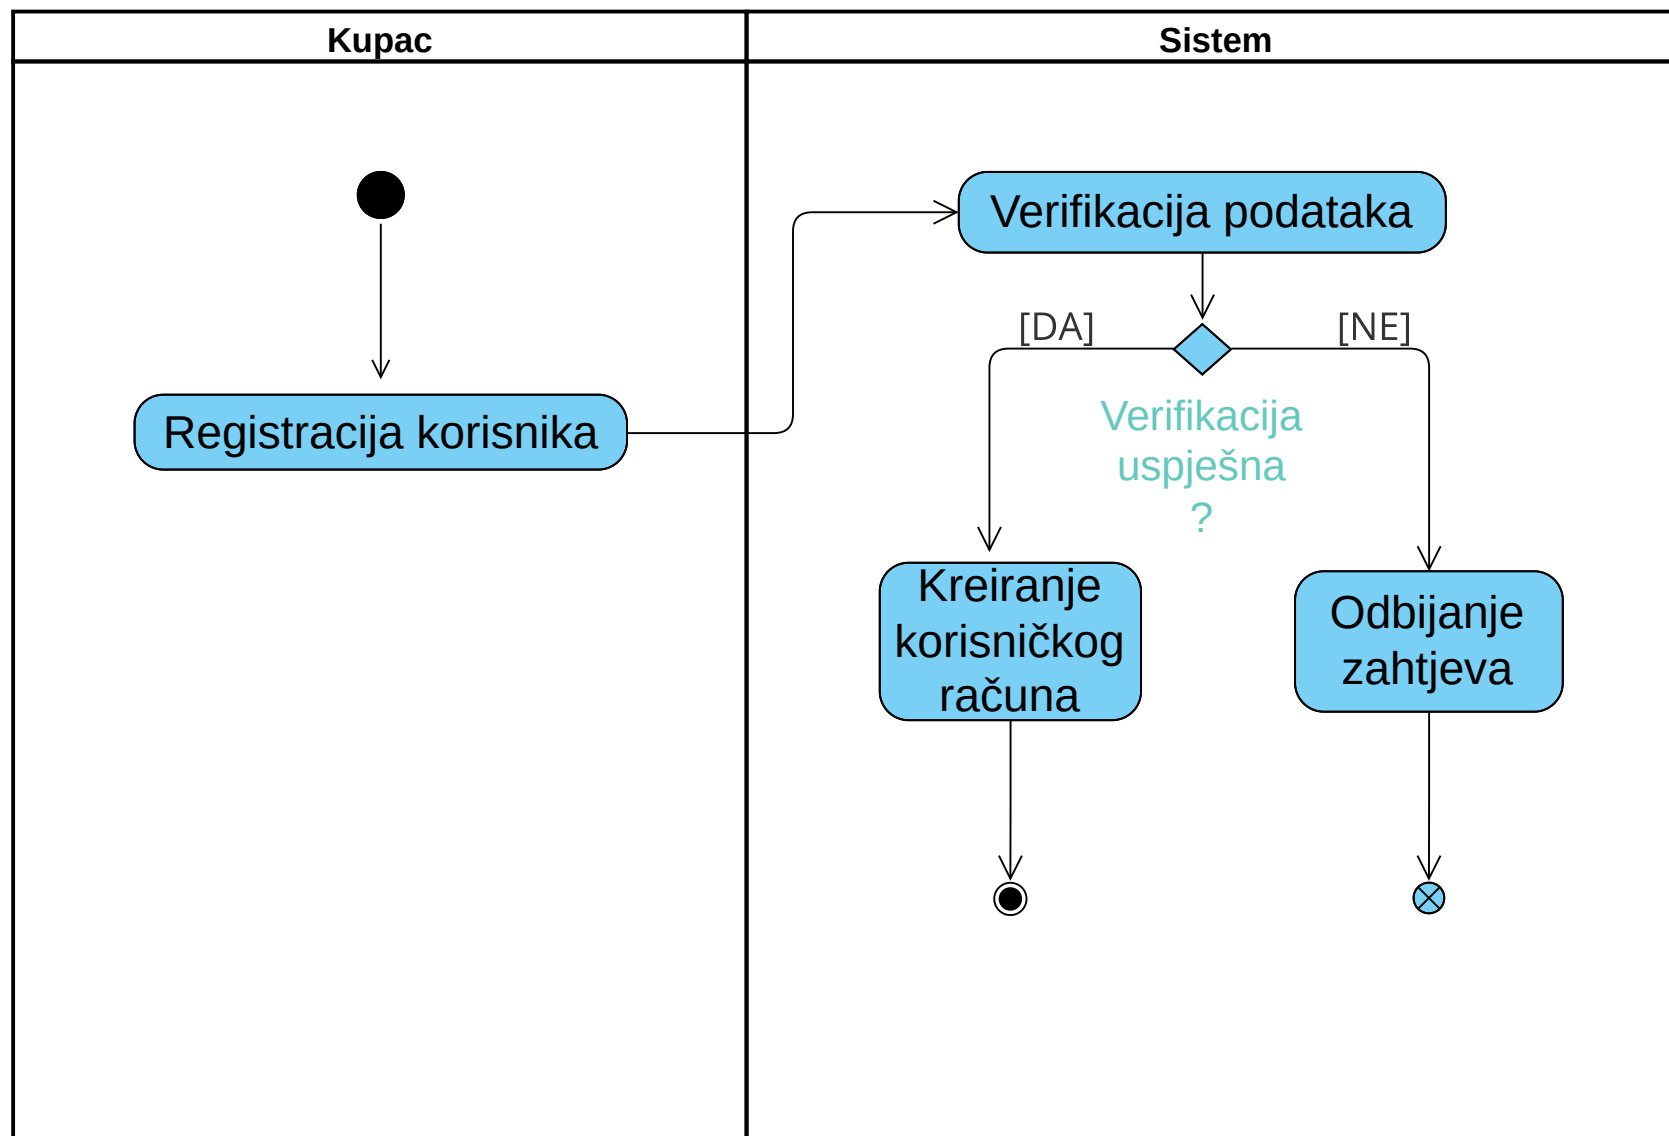 Kupac
Sistem
Verifikacija podataka
[DA]
[NE]
Registracija korisnika
Verifikacija
uspješna
?
Kreiranje
korisničkog
računa
Odbijanje
zahtjeva